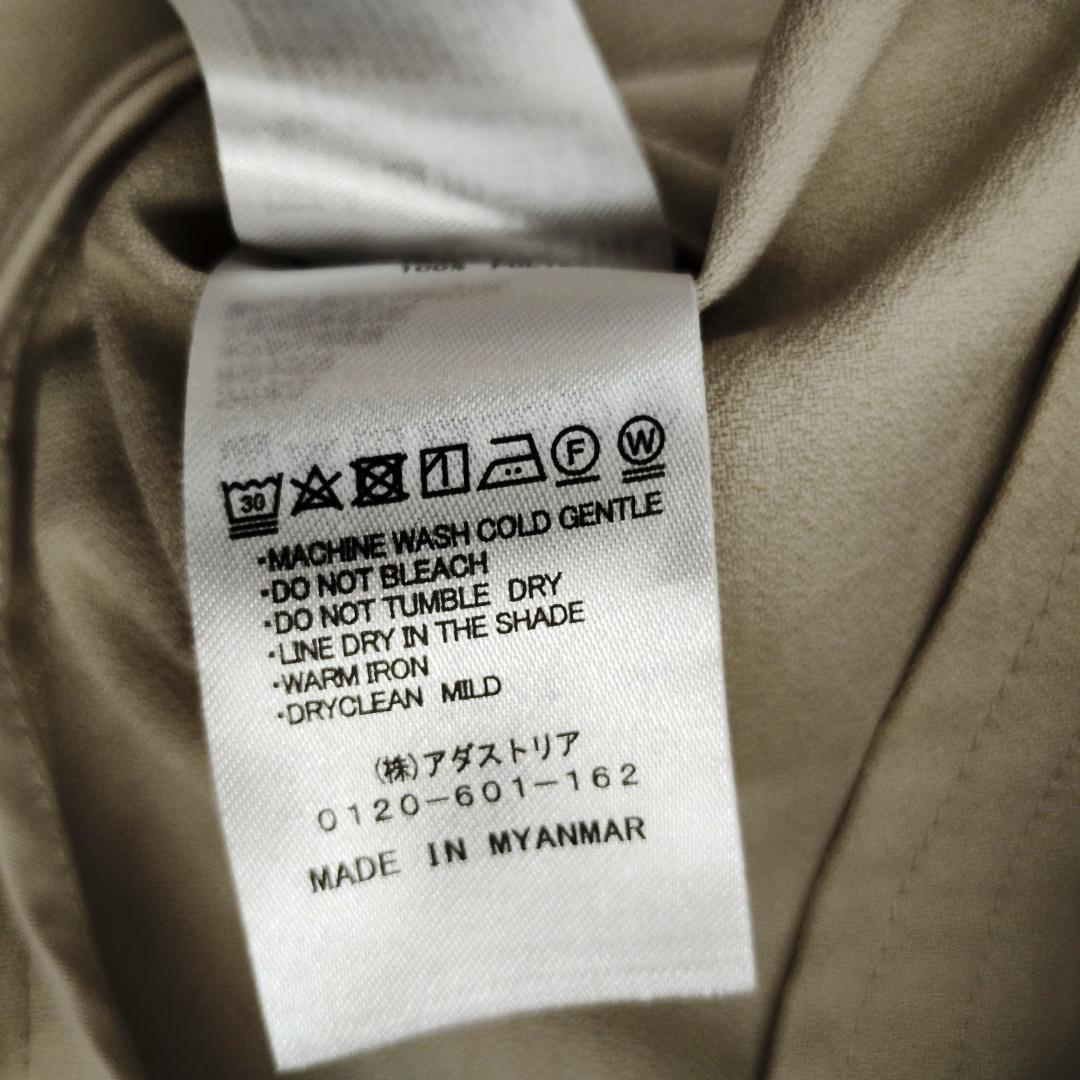 100%
30 F W
・MACHINE WASH COLD GENTLE
・DO NOT BLEACH
・DO NOT TUMBLE DRY
・LINE DRY IN THE SHADE
・WARM IRON
・DRYCLEAN MILD
(株)アダストリア
0120-601-162
MADE IN MYANMAR